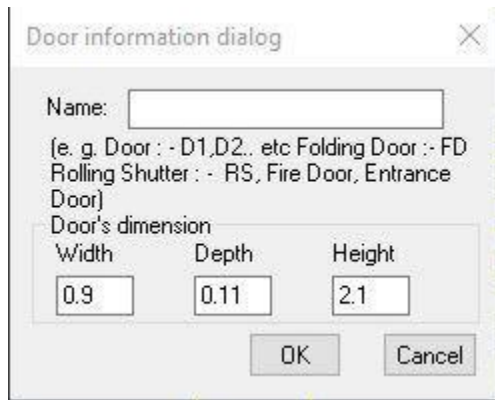 Door information dialog
Name:
(e. g. Door : - D1,D2.. etc Folding Door :- FD
Rolling Shutter : - RS, Fire Door, Entrance
Door)
Door's dimension
Width Depth Height
0.9 0.11 2.1
OK Cancel